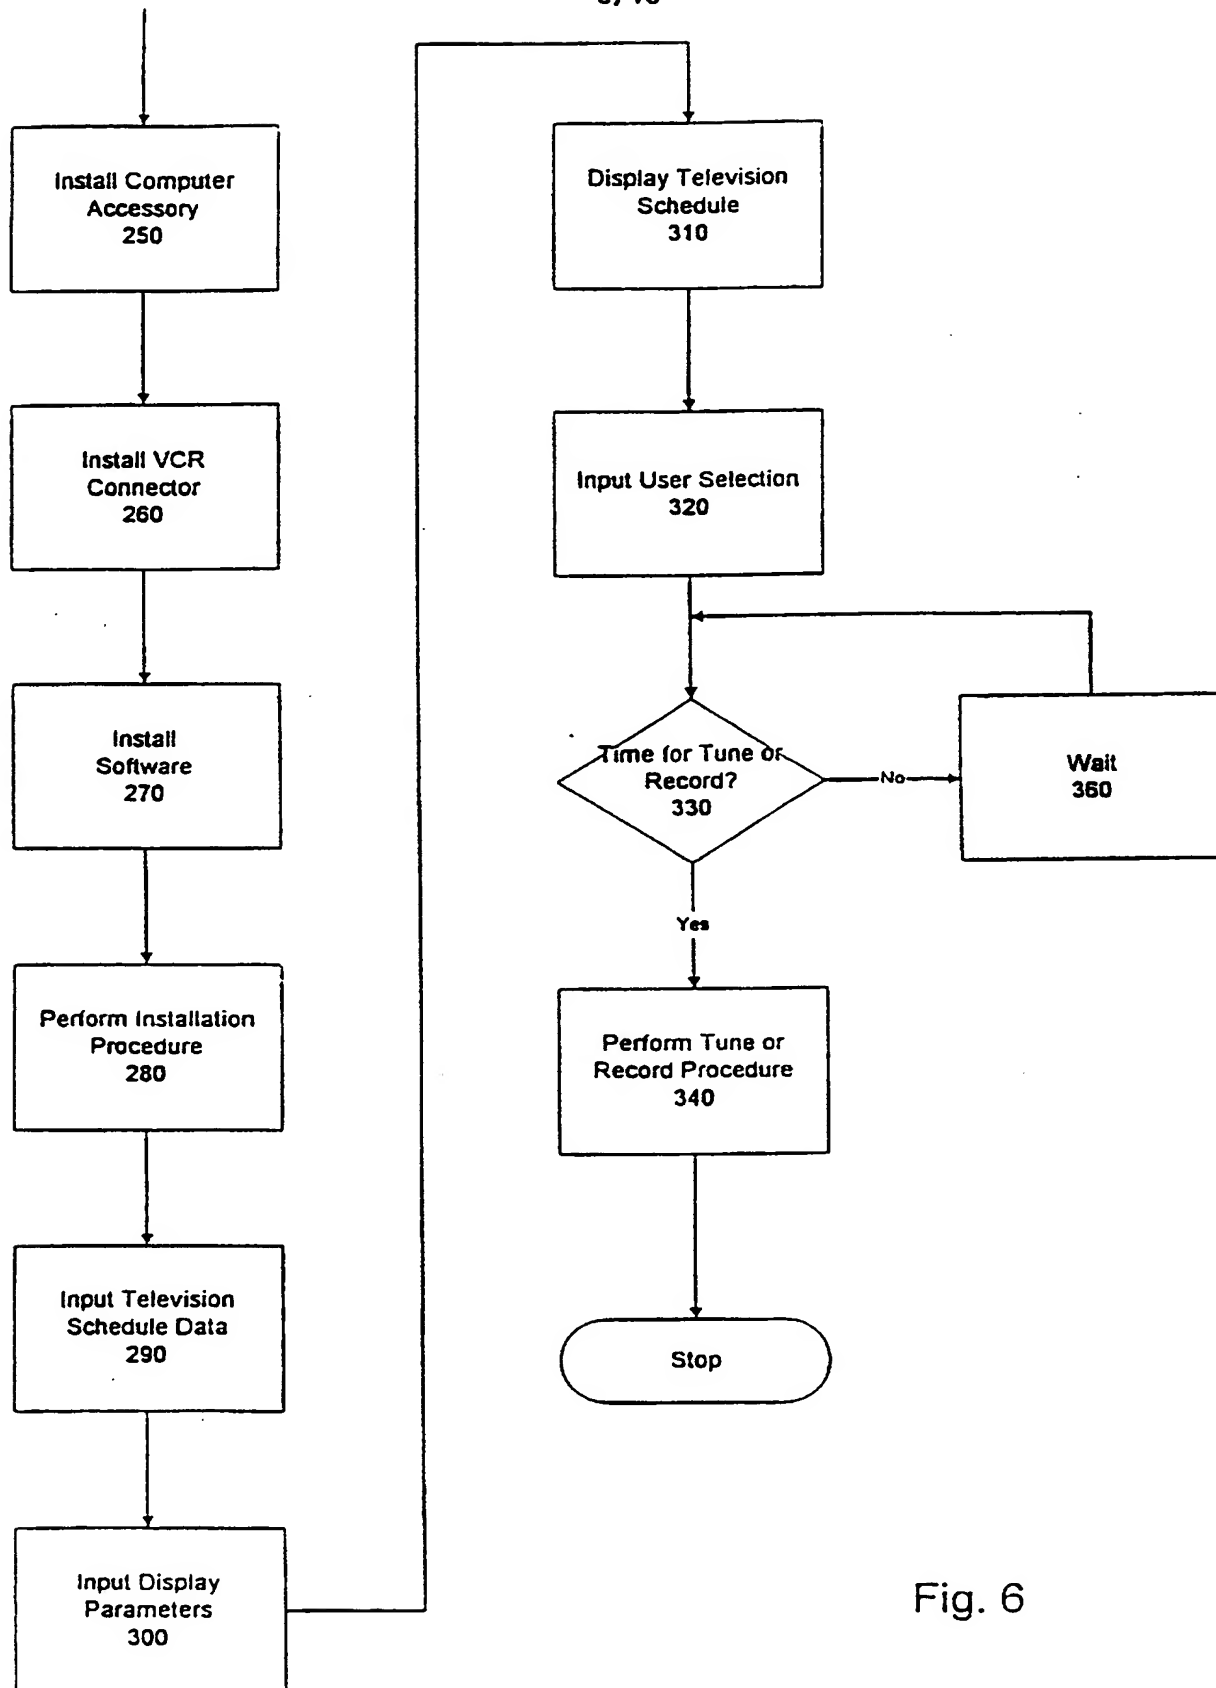 Install Computer
Accessory
250
Install VCR
Connector
260
Install
Software
270
Perform Installation
Procedure
280
Input Television
Schedule Data
290
Input Display
Parameters
300
Display Television
Schedule
310
Input User Selection
320
Time for Tune or
Record?
330
No
Wait
360
Yes
Perform Tune or
Record Procedure
340
Stop
Fig. 6